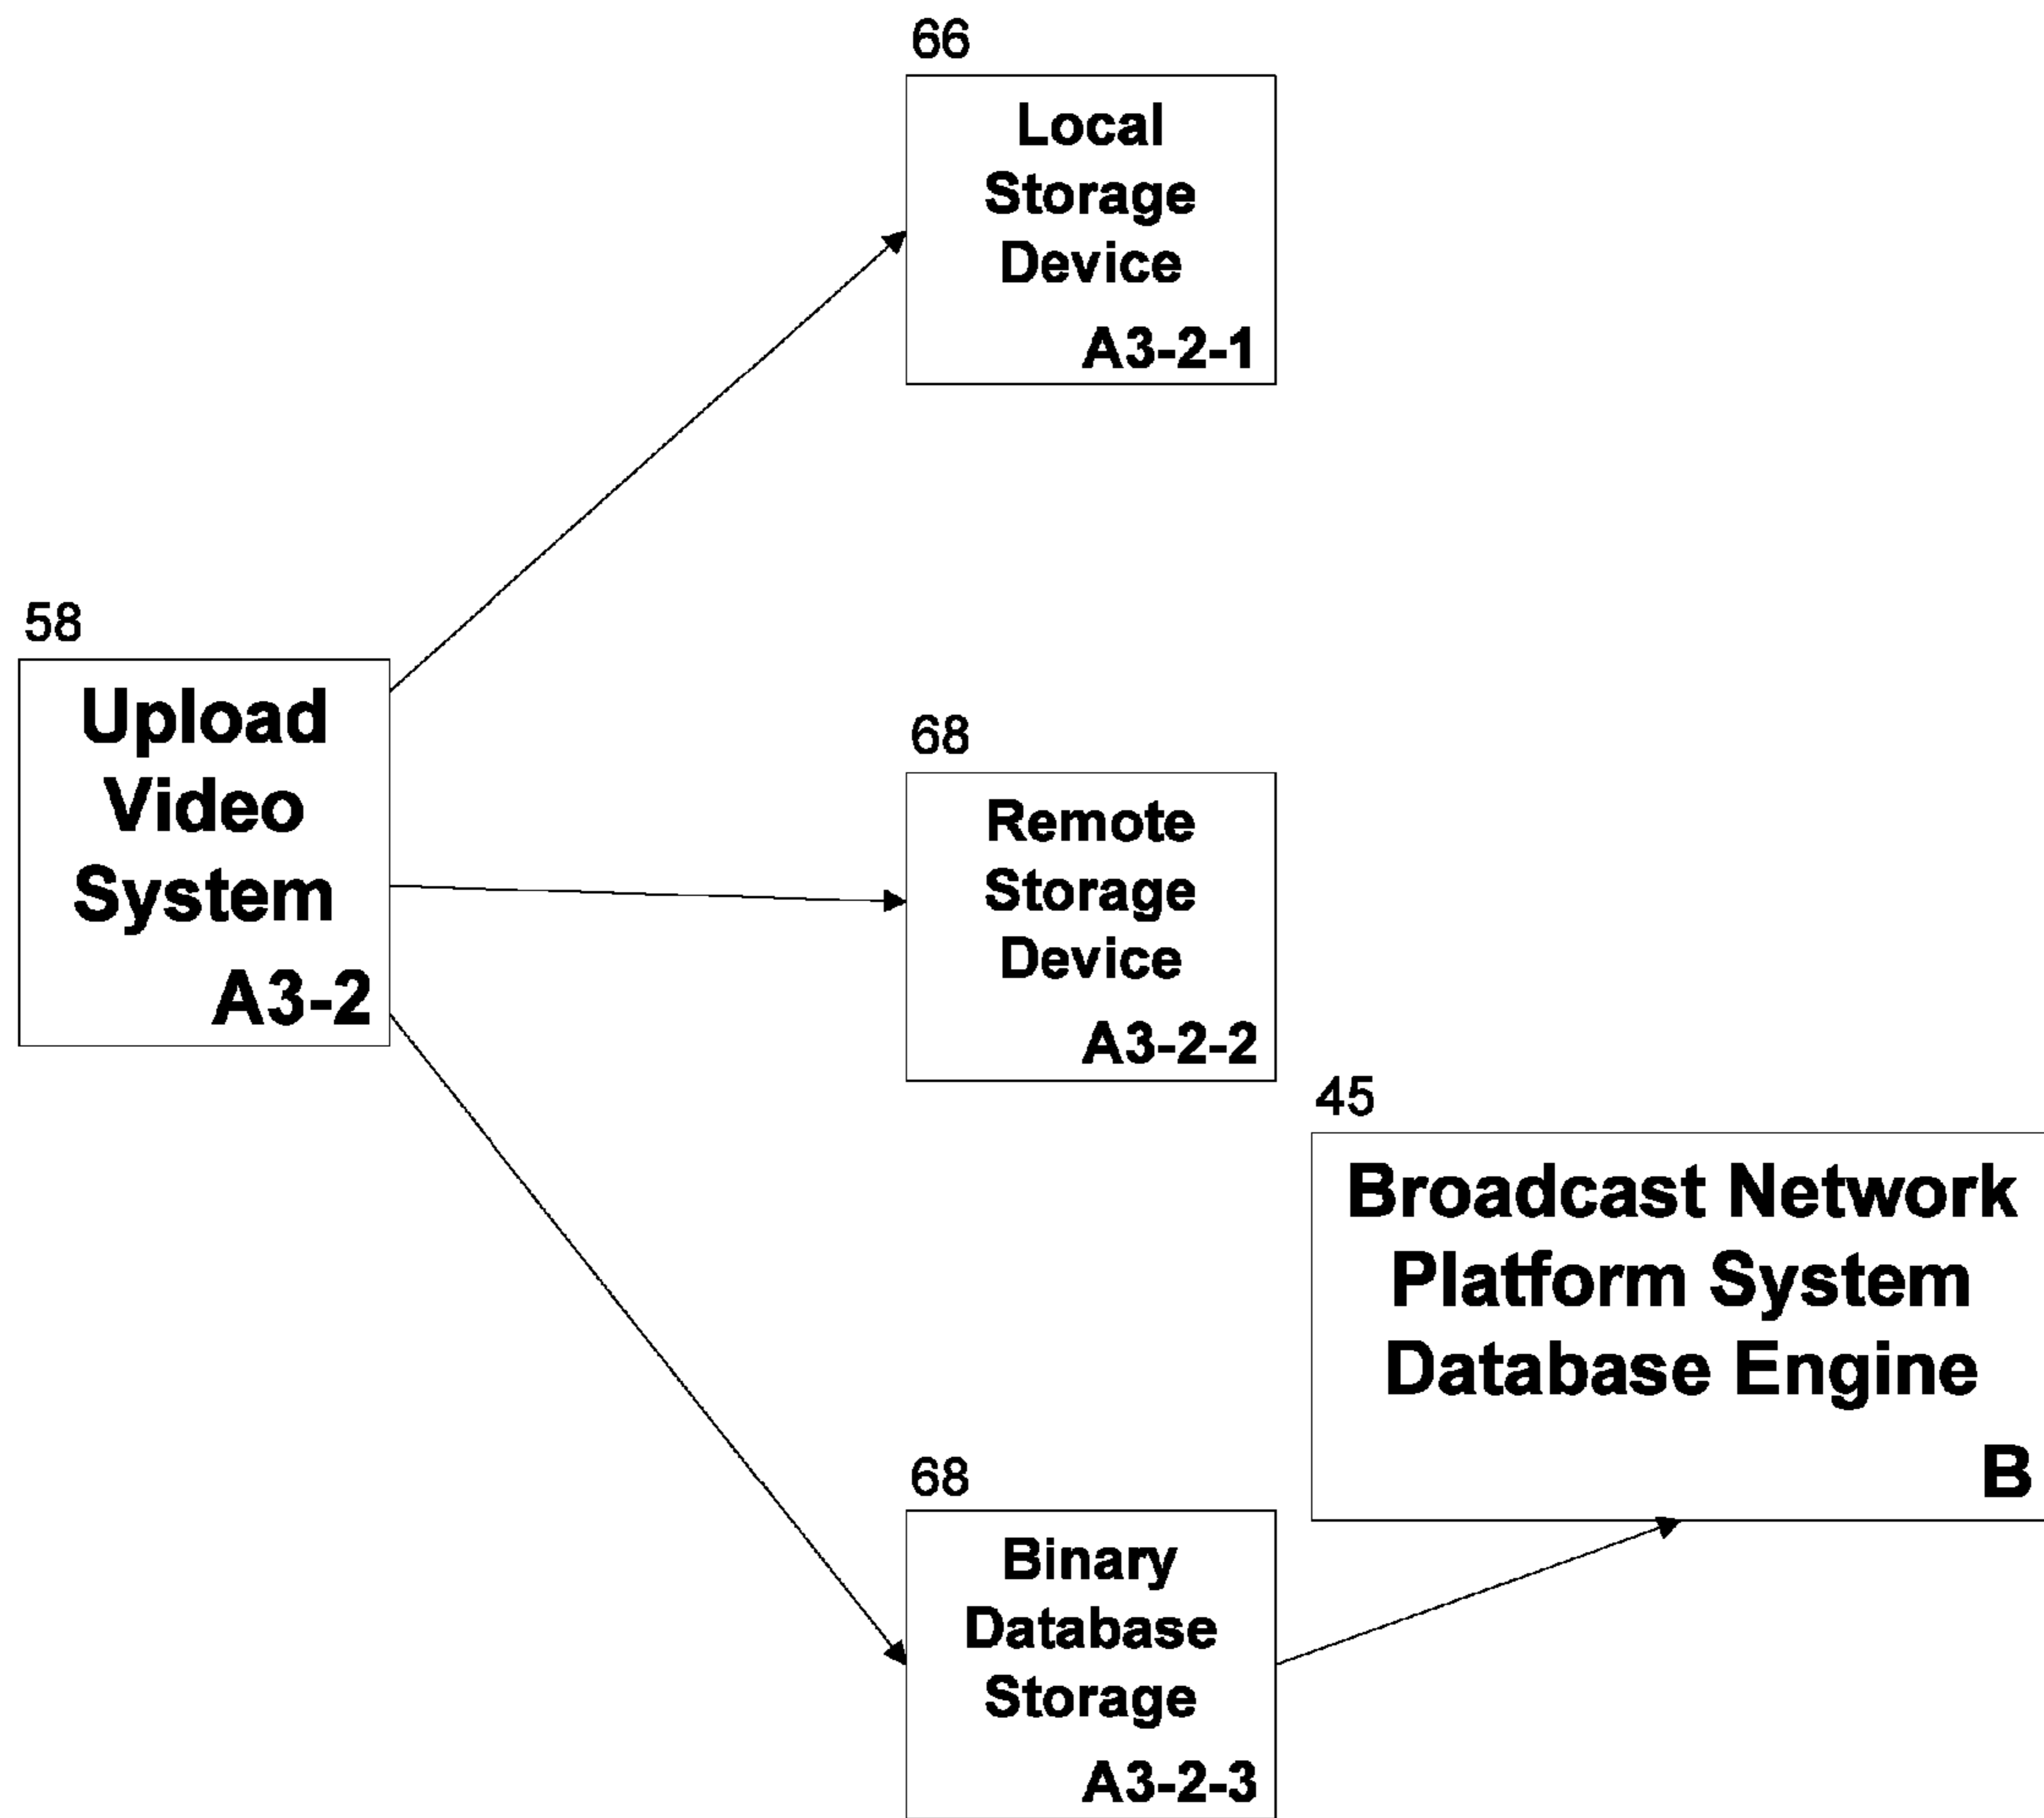 66
Local
Storage
Device
A3-2-1
58
Upload
Video
System
A3-2
68
Remote
Storage
Device
A3-2-2
45
Broadcast Network
Platform System
Database Engine
B
68
Binary
Database
Storage
A3-2-3